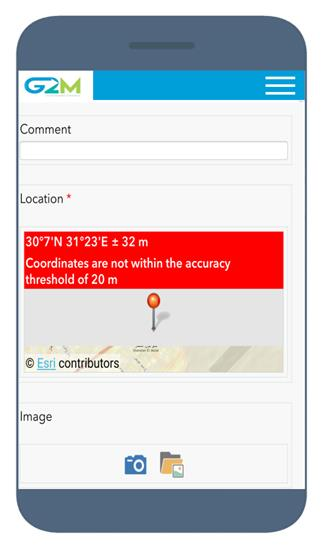 G2M
Comment
Location *
30°7'N 31°23'E ± 32 m
Coordinates are not within the accuracy
threshold of 20 m
© Esri contributors
Image